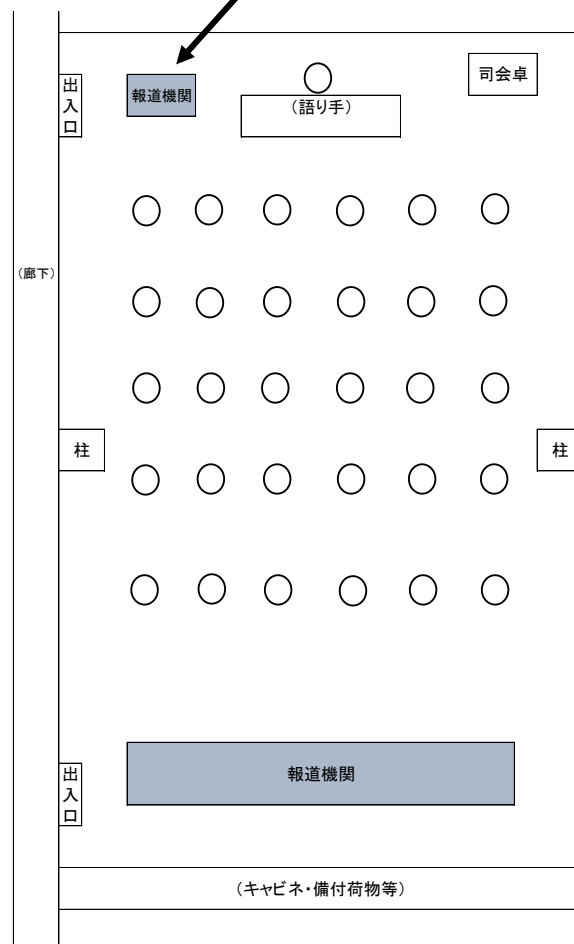 出入口
報道機関
(語り手)
司会卓
(廊下)
柱
柱
出入口
報道機関
(キャビネ・備付荷物等)